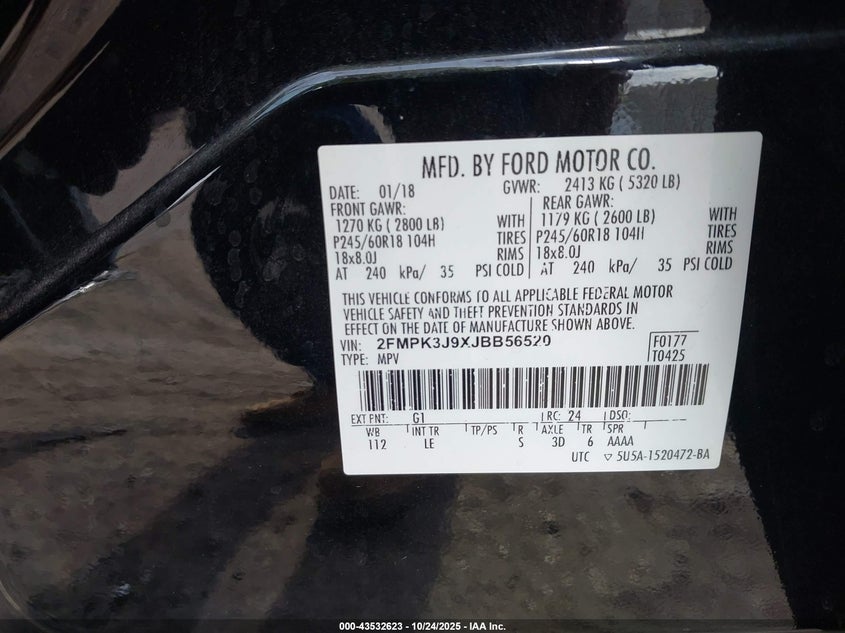 MFD. BY FORD MOTOR CO.
DATE: 01/18 GVWR: 2413 KG ( 5320 LB)
FRONT GAWR: REAR GAWR:
1270 KG ( 2800 LB) WITH 1179 KG ( 2600 LB) WITH
P245/60R18 104H TIRES P245/60R18 104H TIRES
18x8.0J RIMS 18x8.0J RIMS
AT 240 kPa/ 35 PSI COLD AT 240 kPa/ 35 PSI COLD
THIS VEHICLE CONFORMS TO ALL APPLICABLE FEDERAL MOTOR
VEHICLE SAFETY AND THEFT PREVENTION STANDARDS IN
EFFECT ON THE DATE OF MANUFACTURE SHOWN ABOVE.
VIN: 2FMPK3J9XJBB56520 F0177
TYPE: MPV T0425
EXT PNT: G1 RC: 24 DSO:
WB INT TR TP/PS R AXLE TR SPR
112 LE S 3D 6 AAAA
UTC ▽ 5U5A-1520472-BA
000-43532623 - 10/24/2025 - IAA Inc.